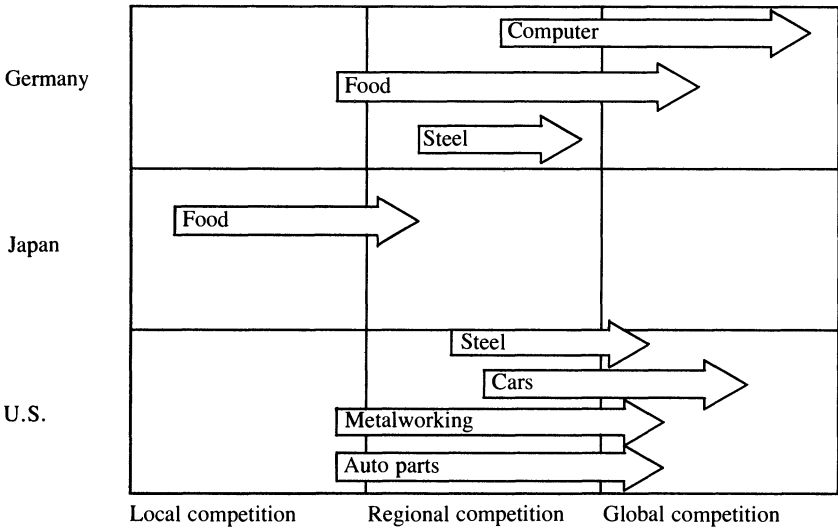 Computer
Germany
Food
Steel
Food
Japan
Steel
Cars
U.S.
Metalworking
Auto parts
Local competition Regional competition Global competition